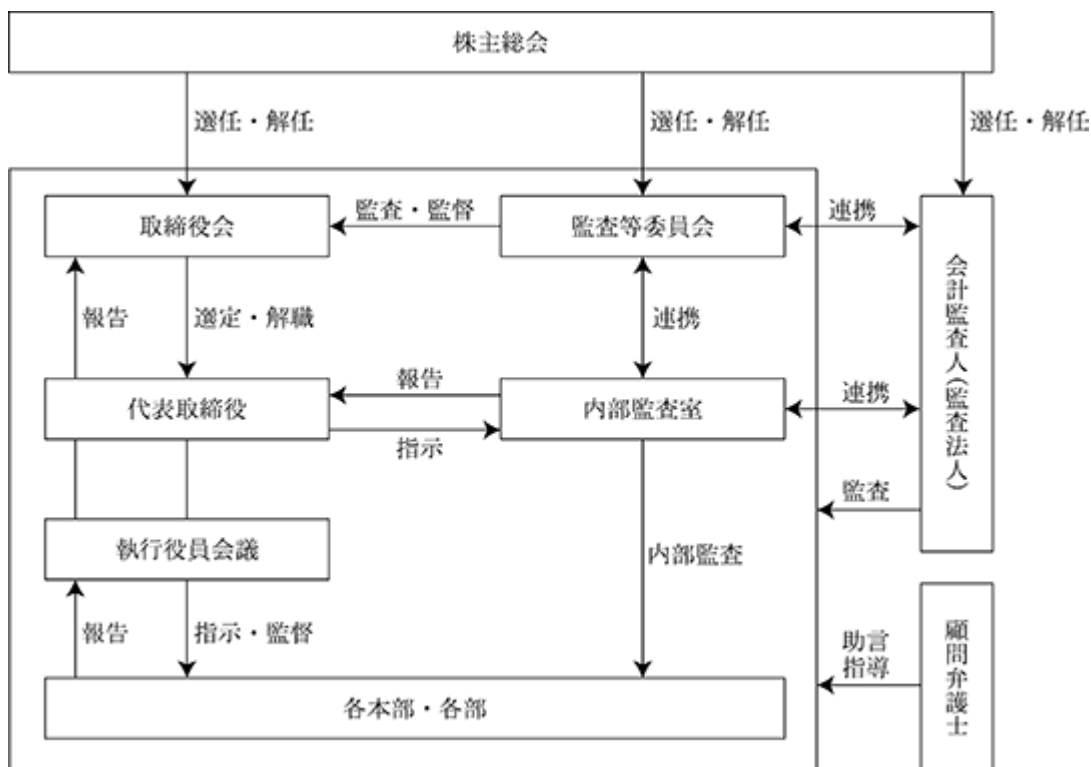 株主総会
選任・解任
選任・解任
選任・解任
取締役会
監査・監督
監査等委員会
連携
報告
選定・解職
連携
会計監査人(監査法人)
代表取締役
報告
指示
内部監査室
連携
監査
執行役員会議
内部監査
報告
指示・監督
助言
指導
顧問弁護士
各本部・各部